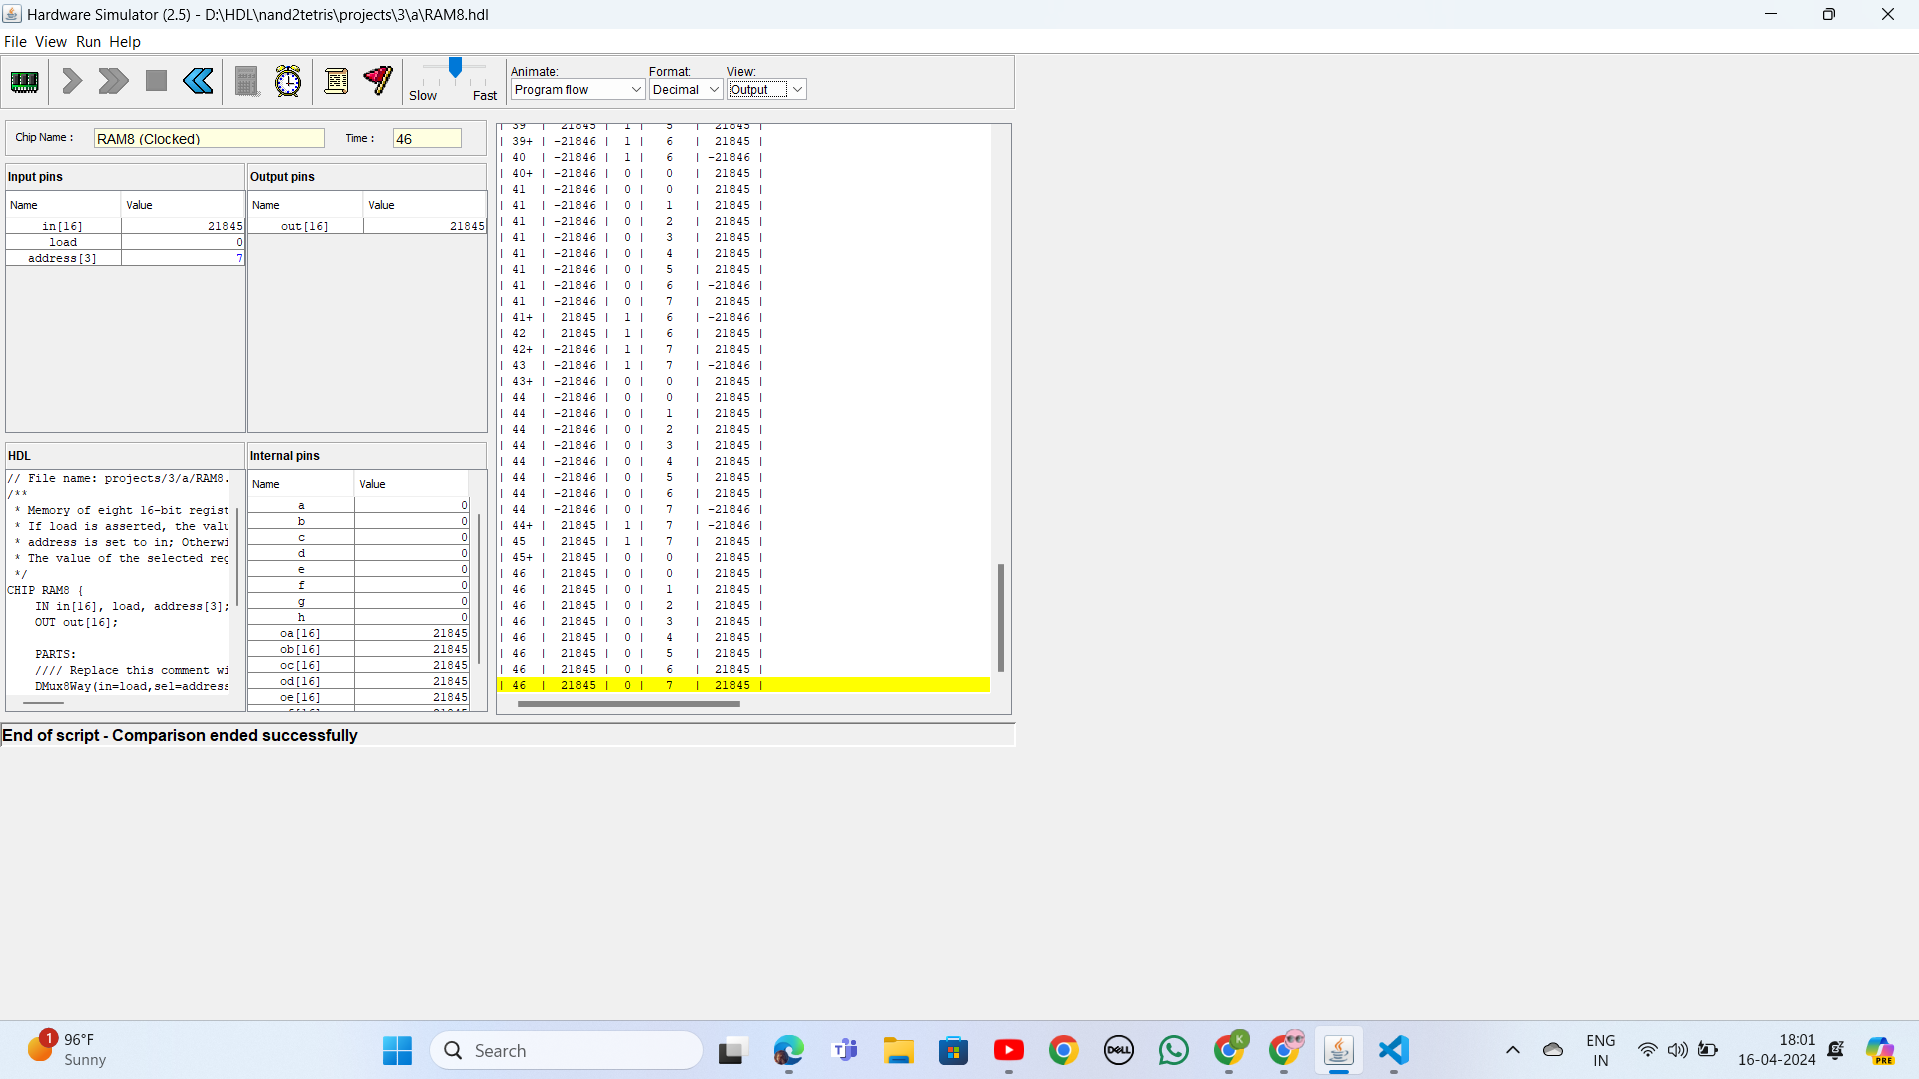 Hardware Simulator (2.5) - D:\HDL\nand2tetris\projects\3\a\RAM8.hdl
File View Run Help
Slow Fast
Animate: Format: View:
Program flow Decimal Output
Chip Name : RAM8 (Clocked) Time : 46
Input pins
Name Value
in[16] 21845
load 0
address[3] 7
Output pins
Name Value
out[16] 21845
HDL
// File name: projects/3/a/RAM8.
/**
* Memory of eight 16-bit regist
* If load is asserted, the valu
* address is set to in; Otherwi
* The value of the selected reg
*/
CHIP RAM8 {
IN in[16], load, address[3];
OUT out[16];
PARTS:
//// Replace this comment wi
DMux8Way(in=load,sel=address
Internal pins
Name Value
a 0
b 0
c 0
d 0
e 0
f 0
g 0
h 0
oa[16] 21845
ob[16] 21845
oc[16] 21845
od[16] 21845
oe[16] 21845
| 39 | 21845 | 1 | 5 | 21845 |
| 39+ | -21846 | 1 | 6 | 21845 |
| 40 | -21846 | 1 | 6 | -21846 |
| 40+ | -21846 | 0 | 0 | 21845 |
| 41 | -21846 | 0 | 0 | 21845 |
| 41 | -21846 | 0 | 1 | 21845 |
| 41 | -21846 | 0 | 2 | 21845 |
| 41 | -21846 | 0 | 3 | 21845 |
| 41 | -21846 | 0 | 4 | 21845 |
| 41 | -21846 | 0 | 5 | 21845 |
| 41 | -21846 | 0 | 6 | -21846 |
| 41 | -21846 | 0 | 7 | 21845 |
| 41+ | 21845 | 1 | 6 | -21846 |
| 42 | 21845 | 1 | 6 | 21845 |
| 42+ | -21846 | 1 | 7 | 21845 |
| 43 | -21846 | 1 | 7 | -21846 |
| 43+ | -21846 | 0 | 0 | 21845 |
| 44 | -21846 | 0 | 0 | 21845 |
| 44 | -21846 | 0 | 1 | 21845 |
| 44 | -21846 | 0 | 2 | 21845 |
| 44 | -21846 | 0 | 3 | 21845 |
| 44 | -21846 | 0 | 4 | 21845 |
| 44 | -21846 | 0 | 5 | 21845 |
| 44 | -21846 | 0 | 6 | 21845 |
| 44 | -21846 | 0 | 7 | -21846 |
| 44+ | 21845 | 1 | 7 | -21846 |
| 45 | 21845 | 1 | 7 | 21845 |
| 45+ | 21845 | 0 | 0 | 21845 |
| 46 | 21845 | 0 | 0 | 21845 |
| 46 | 21845 | 0 | 1 | 21845 |
| 46 | 21845 | 0 | 2 | 21845 |
| 46 | 21845 | 0 | 3 | 21845 |
| 46 | 21845 | 0 | 4 | 21845 |
| 46 | 21845 | 0 | 5 | 21845 |
| 46 | 21845 | 0 | 6 | 21845 |
| 46 | 21845 | 0 | 7 | 21845 |
End of script - Comparison ended successfully
1
96°F
Sunny
Search
DELL
K
ENG
IN
18:01
16-04-2024
PRE